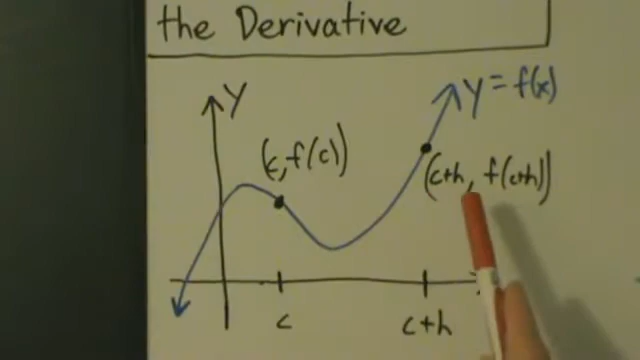 the Derivative
Y
y = f(x)
(c, f(c))
(c+h, f(c+h))
c
c+h